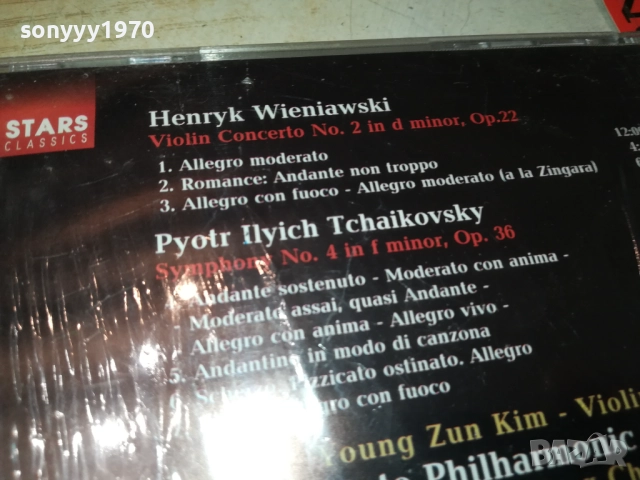 sonyyy1970
STARS
CLASSICS
Henryk Wieniawski
Violin Concerto No. 2 in d minor, Op.22
1. Allegro moderato
2. Romance: Andante non troppo
3. Allegro con fuoco - Allegro moderato (a la Zingara)
Pyotr Ilyich Tchaikovsky
Symphony No. 4 in f minor, Op. 36
Andante sostenuto - Moderato con anima -
- Moderato assai, quasi Andante -
- Allegro con anima - Allegro vivo -
5. Andantino in modo di canzona
6. ostinato. Allegro
con fuoco
Young Zun Kim - Violin
Philharmonic